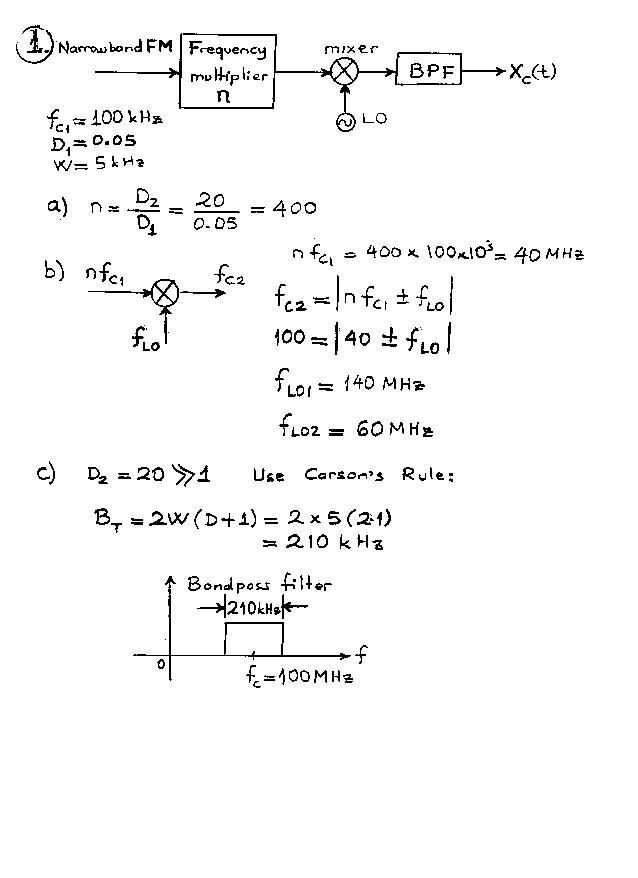 1. Narrowband FM
Frequency
multiplier
n
mixer
BPF
Xc(t)
LO
fc1 = 100 kHz
D1 = 0.05
W = 5 kHz
a) n = D2/D1 = 20/0.05 = 400
n fc1 = 400 x 100x10³ = 40 MHz
b) nfc1
fc2
fLO
fc2 = |n fc1 ± fLO|
100 = |40 ± fLO|
fLO1 = 140 MHz
fLO2 = 60 MHz
c) D2 = 20 ≫ 1 Use Carson's Rule:
BT = 2W(D+1) = 2 x 5 (21)
= 210 kHz
Bandpass filter
210kHz
0
f
fc = 100 MHz